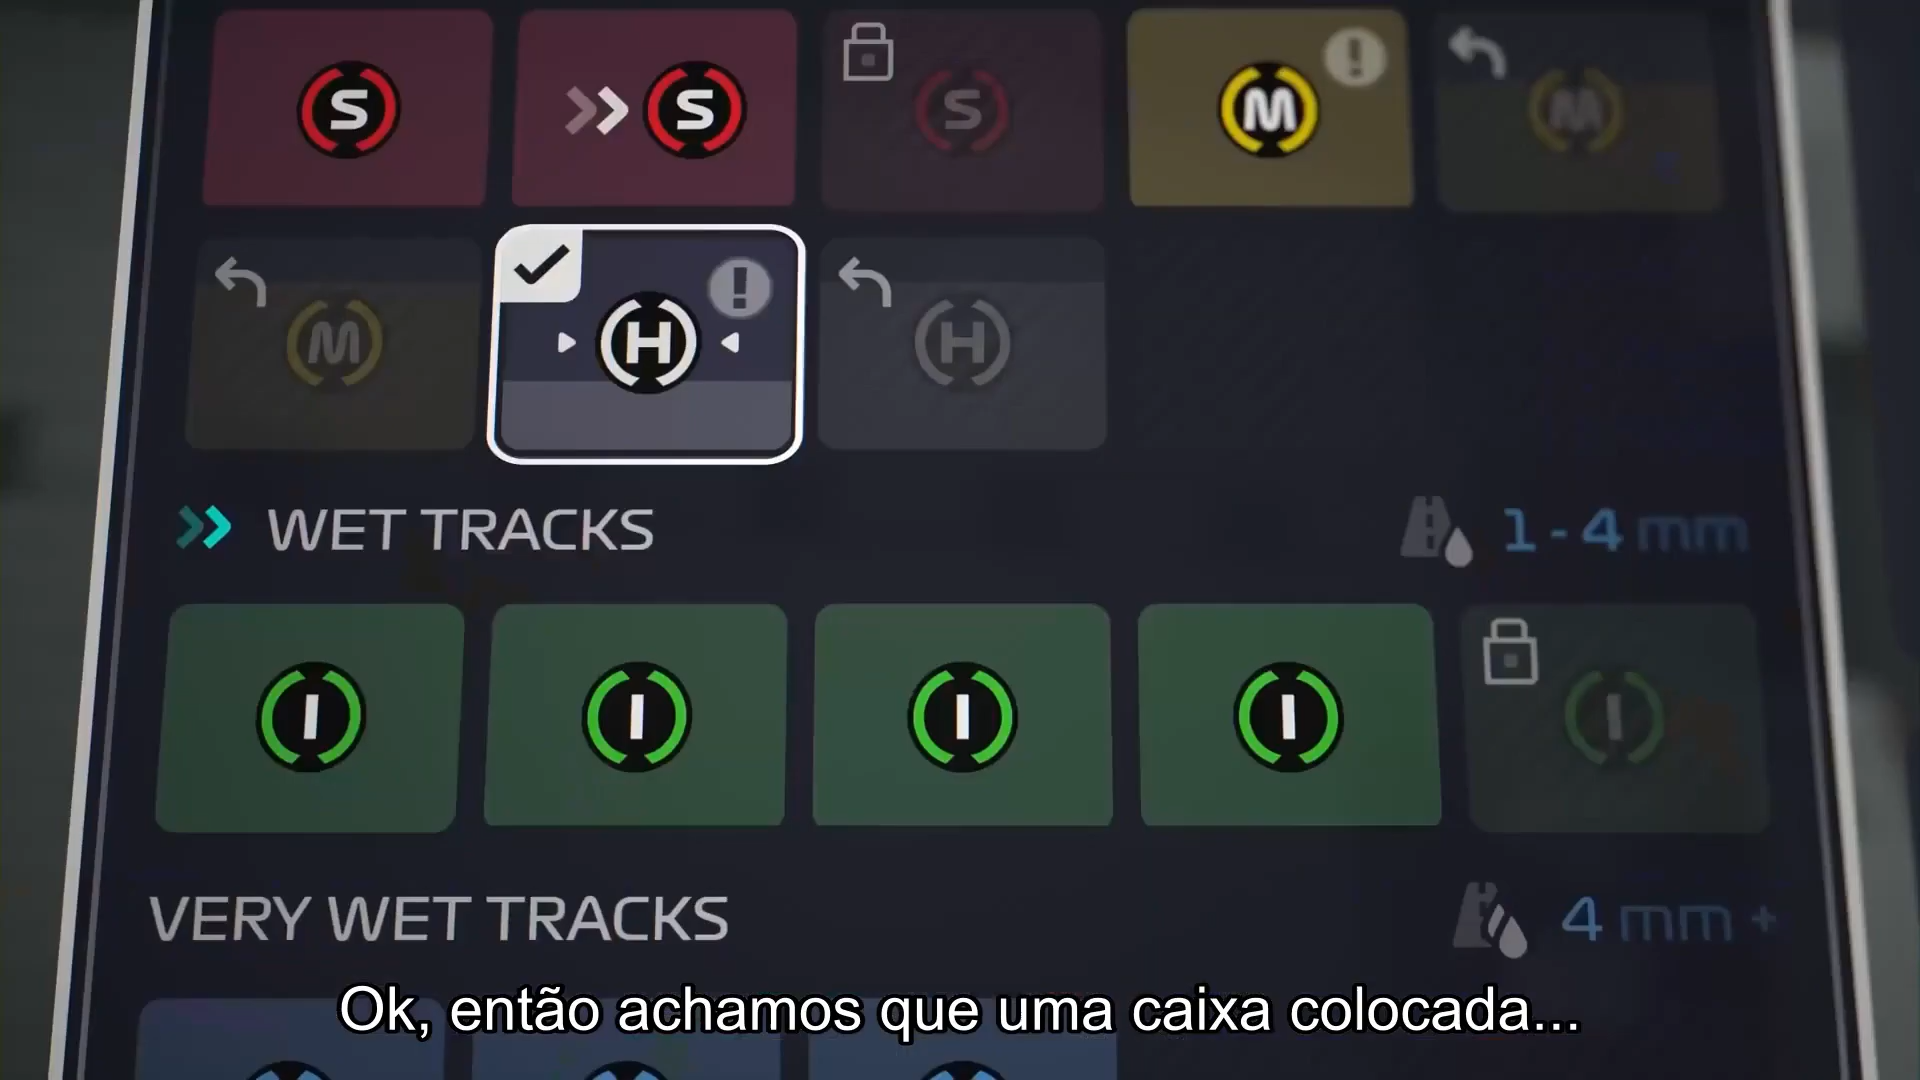 S S S M M
M H H
WET TRACKS 1 - 4 mm
I I I I I
VERY WET TRACKS 4 mm +
Ok, então achamos que uma caixa colocada...